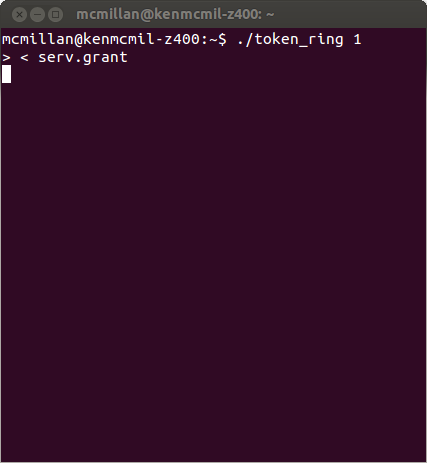 mcmillan@kenmcmil-z400: ~
mcmillan@kenmcmil-z400:~$ ./token_ring 1
> < serv.grant